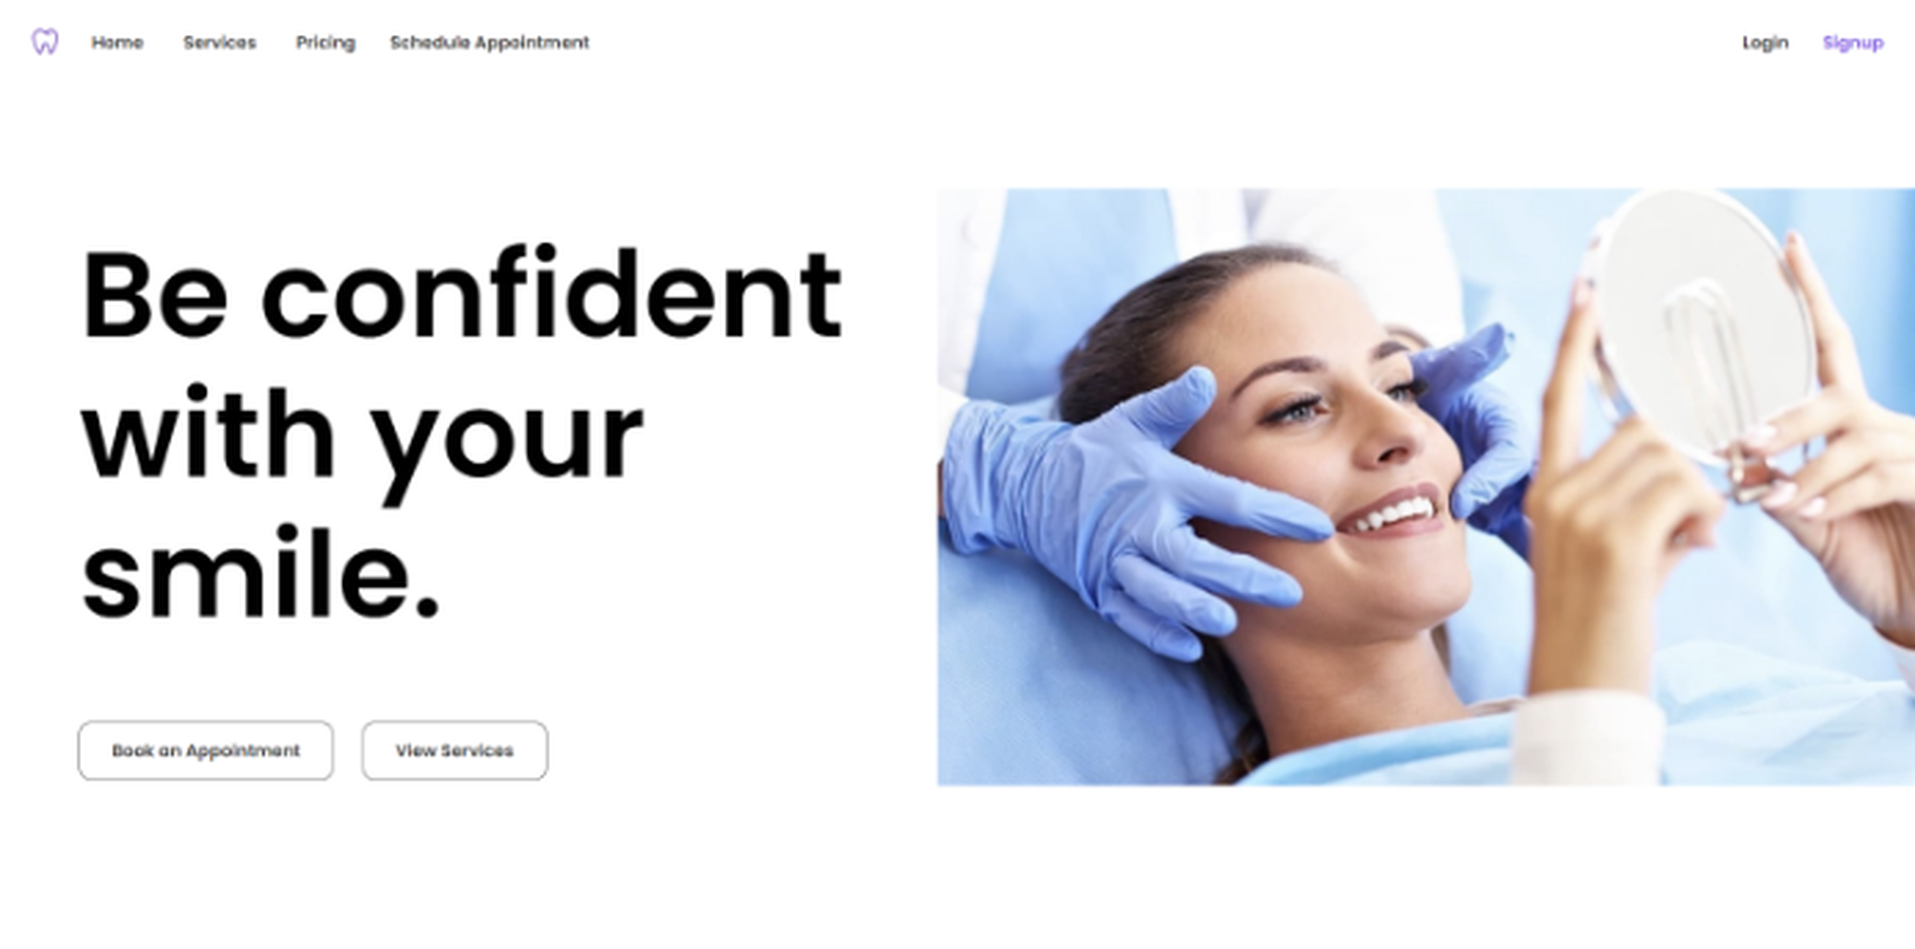 Home Services Pricing Schedule Appointment Login Signup
Be confident
with your
smile.
Book an Appointment View Services